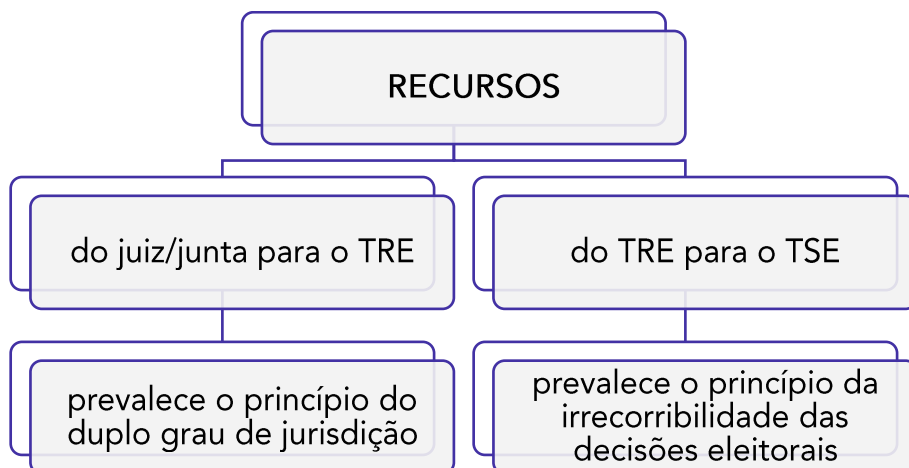 RECURSOS
do juiz/junta para o TRE
do TRE para o TSE
prevalece o princípio do
duplo grau de jurisdição
prevalece o princípio da
irrecorribilidade das
decisões eleitorais